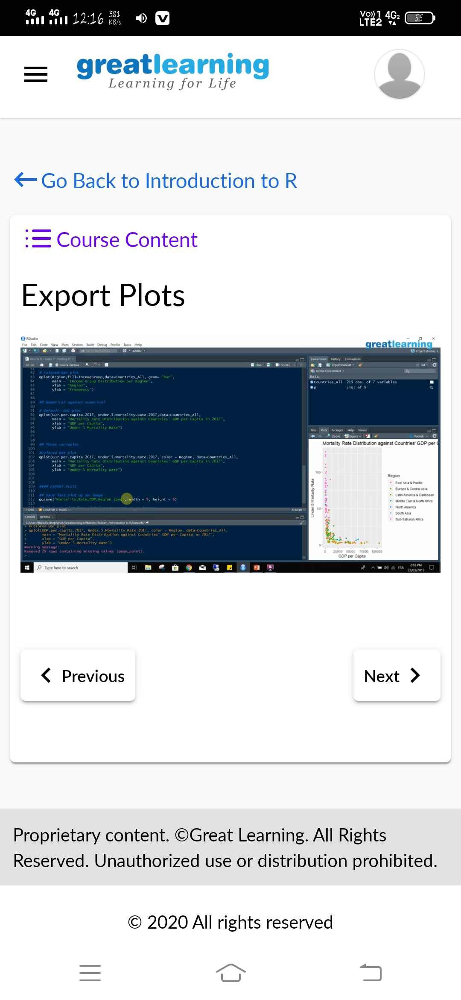 4G 4G 12:16 381 KB/s
Vo)) 1 LTE2 4G2 55
greatlearning
Learning for Life
Go Back to Introduction to R
Course Content
Export Plots
RStudio
File Edit Code View Plots Session Build Debug Profile Tools Help
greatlearning
Go to file/function Addins
Project: (None)
Intro to R - Video 7 - Plotting.R*
Source on Save Run Source
81
82 # Colored bar plot
83 qplot(Region,fill=IncomeGroup,data=Countries_All, geom= "bar",
84 main = "Income Group Distribution per Region",
85 xlab = "Region",
86 ylab = "Frequency")
87
88
89 ## Numerical against numerical
90
91 # Default: Dot plot
92 qplot(GDP.per.capita.2017, Under.5.Mortality.Rate.2017,data=Countries_All,
93 main = "Mortality Rate Distribution against Countries' GDP per Capita in 2017",
94 xlab = "GDP per Capita",
95 ylab = "Under 5 Mortality Rate")
96
97
98
99 ## Three variables
100
101 #Colored Dot plot
102 qplot(GDP.per.capita.2017, Under.5.Mortality.Rate.2017, color = Region, data=Countries_All,
103 main = "Mortality Rate Distribution against Countries' GDP per Capita in 2017",
104 xlab = "GDP per Capita",
105 ylab = "Under 5 Mortality Rate")
106
107
108
109 #### EXPORT PLOTS
110
111 ## Save last plot as an image
112 ggsave('Mortality_Rate_GDP_Region.jpeg', width = 9, height = 6)
113
114
112:63 CHAPTER 7. PLOTS R Script
Console Terminal
C:/Users/Théo/Desktop/Work/Greatlearning.in/Statistics Podcasts/Introduction to R/Datasets/
> #Colored Dot plot
> qplot(GDP.per.capita.2017, Under.5.Mortality.Rate.2017, color = Region, data=Countries_All,
+ main = "Mortality Rate Distribution against Countries' GDP per Capita in 2017",
+ xlab = "GDP per Capita",
+ ylab = "Under 5 Mortality Rate")
Warning message:
Removed 29 rows containing missing values (geom_point).
>
Environment History Connections
Import Dataset List
Global Environment
Data
Countries_All 215 obs. of 7 variables
p List of 9
Files Plots Packages Help Viewer
Zoom Export Publish
Mortality Rate Distribution against Countries' GDP per
Under 5 Mortality Rate
100
50
0
0 25000 50000 75000 100000
GDP per Capita
Region
East Asia & Pacific
Europe & Central Asia
Latin America & Caribbean
Middle East & North Africa
North America
South Asia
Sub-Saharan Africa
Type here to search
FRA 2:18 PM
22/03/2019
Previous
Next
Proprietary content. ©Great Learning. All Rights
Reserved. Unauthorized use or distribution prohibited.
© 2020 All rights reserved